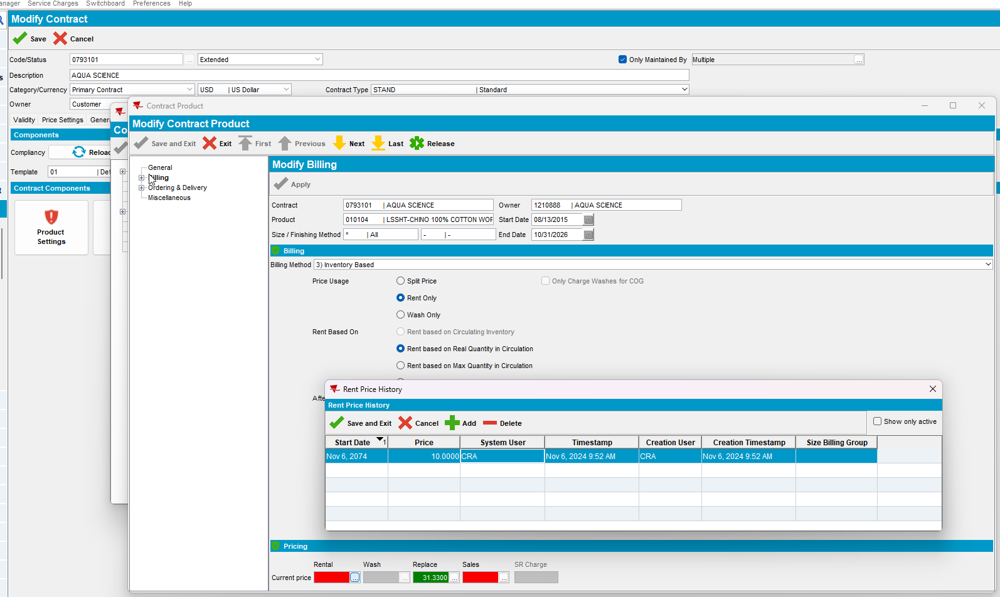 Service Charges Switchboard Preferences Help
Modify Contract
Save Cancel
Code/Status 0793101 ... Extended Only Maintained By Multiple ...
Description AQUA SCIENCE
Category/Currency Primary Contract USD | US Dollar Contract Type STAND | Standard
Owner Customer
Validity Price Settings
Components
Compliancy
Template 01
Contract Components
Product
Settings
Contract Product
Modify Contract Product
Save and Exit Exit First Previous Next Last Release
General
Billing
Ordering & Delivery
Miscellaneous
Modify Billing
Apply
Contract 0793101 | AQUA SCIENCE Owner 1210888 | AQUA SCIENCE
Product 010104 | LSSHT-CHINO 100% COTTON WOR Start Date 08/13/2015 16
Size / Finishing Method * | All - | - End Date 10/31/2026 16
Billing
Billing Method 3) Inventory Based
Price Usage Split Price Only Charge Washes for COG
Rent Only
Wash Only
Rent Based On Rent based on Circulating Inventory
Rent based on Real Quantity in Circulation
Rent based on Max Quantity in Circulation
Rent Price History
Rent Price History
Save and Exit Cancel Add Delete Show only active
Start Date 1 Price System User Timestamp Creation User Creation Timestamp Size Billing Group
Nov 6, 2074 10.0000 CRA Nov 6, 2024 9:52 AM CRA Nov 6, 2024 9:52 AM
Pricing
Rental Wash Replace Sales SR Charge
Current price ... ... 31.3300 ... ...